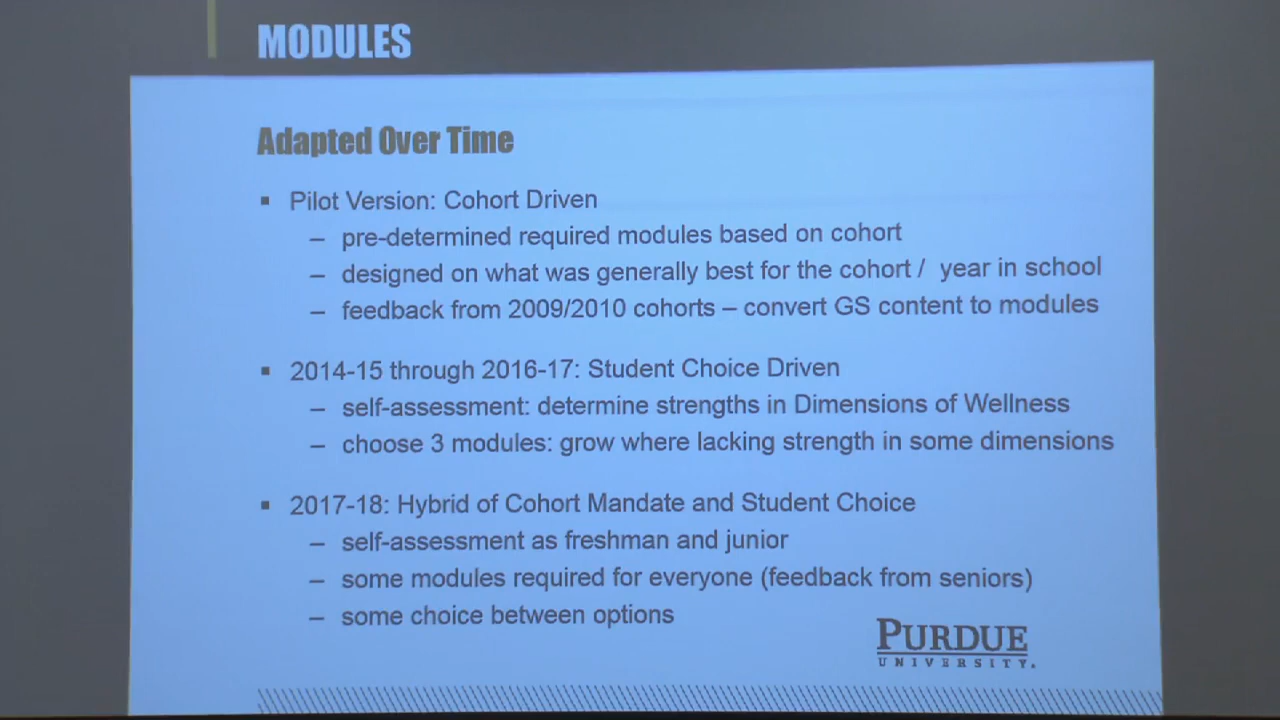 MODULES
Adapted Over Time
▪ Pilot Version: Cohort Driven
– pre-determined required modules based on cohort
– designed on what was generally best for the cohort / year in school
– feedback from 2009/2010 cohorts – convert GS content to modules
▪ 2014-15 through 2016-17: Student Choice Driven
– self-assessment: determine strengths in Dimensions of Wellness
– choose 3 modules: grow where lacking strength in some dimensions
▪ 2017-18: Hybrid of Cohort Mandate and Student Choice
– self-assessment as freshman and junior
– some modules required for everyone (feedback from seniors)
– some choice between options
PURDUE
UNIVERSITY.